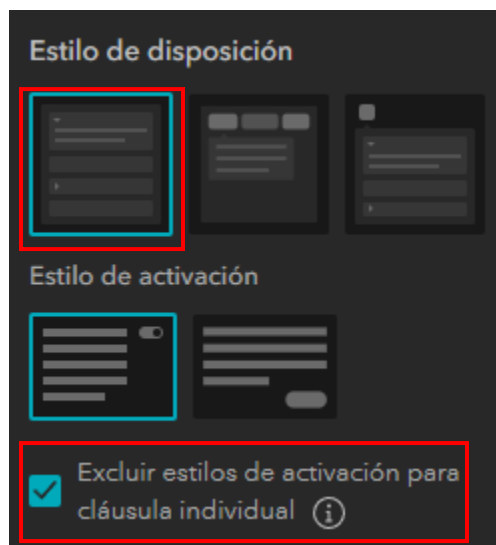 Estilo de disposición
Estilo de activación
Excluir estilos de activación para
cláusula individual